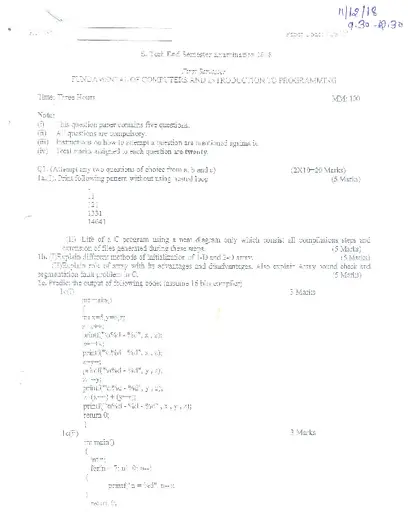 11/12/18
9.30-12.30
B. Tech End Semester Examination 2018
First Semester
FUNDAMENTALS OF COMPUTERS AND INTRODUCTION TO PROGRAMMING
Time: Three Hours MM: 100
Note:
(i) This question paper contains five questions.
(ii) All questions are compulsory.
(iii) Instructions on how to attempt a question are mentioned against it.
(iv) Total marks assigned to each question are twenty.
Q1. (Attempt any two questions of choice from a, b and c) (2X10=20 Marks)
1a.(I). Print following pattern without using nested loop (5 Marks)
1
11
121
1331
14641
(II). Life of a C program using a neat diagram only which consist all compilations steps and
extension of files generated during these steps. (5 Marks)
1b. (I)Explain different methods of initialization of 1-D and 2-D array. (5 Marks)
(II)Explain role of array with its advantages and disadvantages. Also explain Array bound check and
segmentation fault problem in C. (5 Marks)
1c. Predict the output of following codes (assume 16 bits compiler)
1c(i) 3 Marks
int main()
{
printf("\n%d - %d", x, z);
printf("\n%d - %d", x, z);
printf("\n%d - %d", y, z);
printf("\n%d - %d", y, z);
printf("\n%d - %d - %d", x, y, z);
return 0;
}
1c(ii) 3 Marks
int main()
{
int n;
for(n = 7; n!=0; n--)
{
printf("n = %d", n--);
}
return 0;